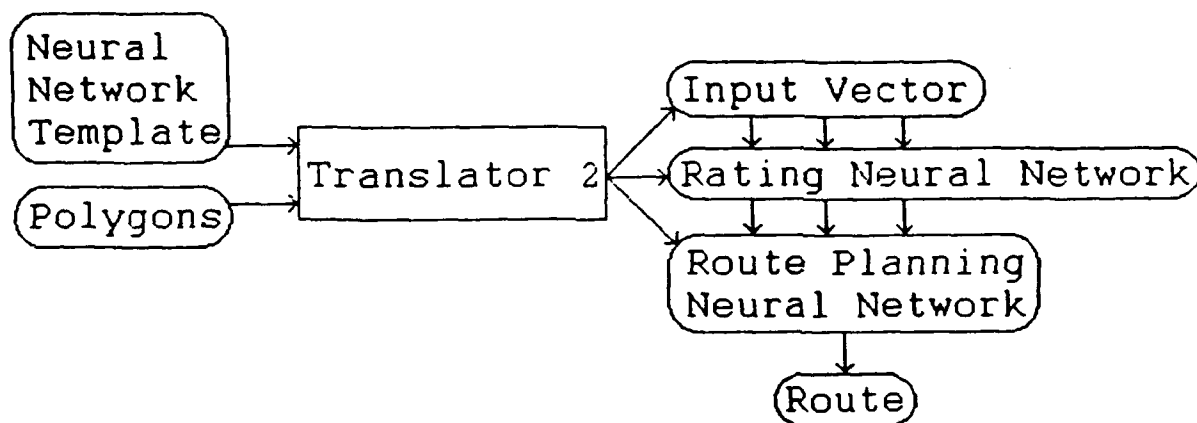 Neural
Network
Template
Polygons
Translator 2
Input Vector
Rating Neural Network
Route Planning
Neural Network
Route